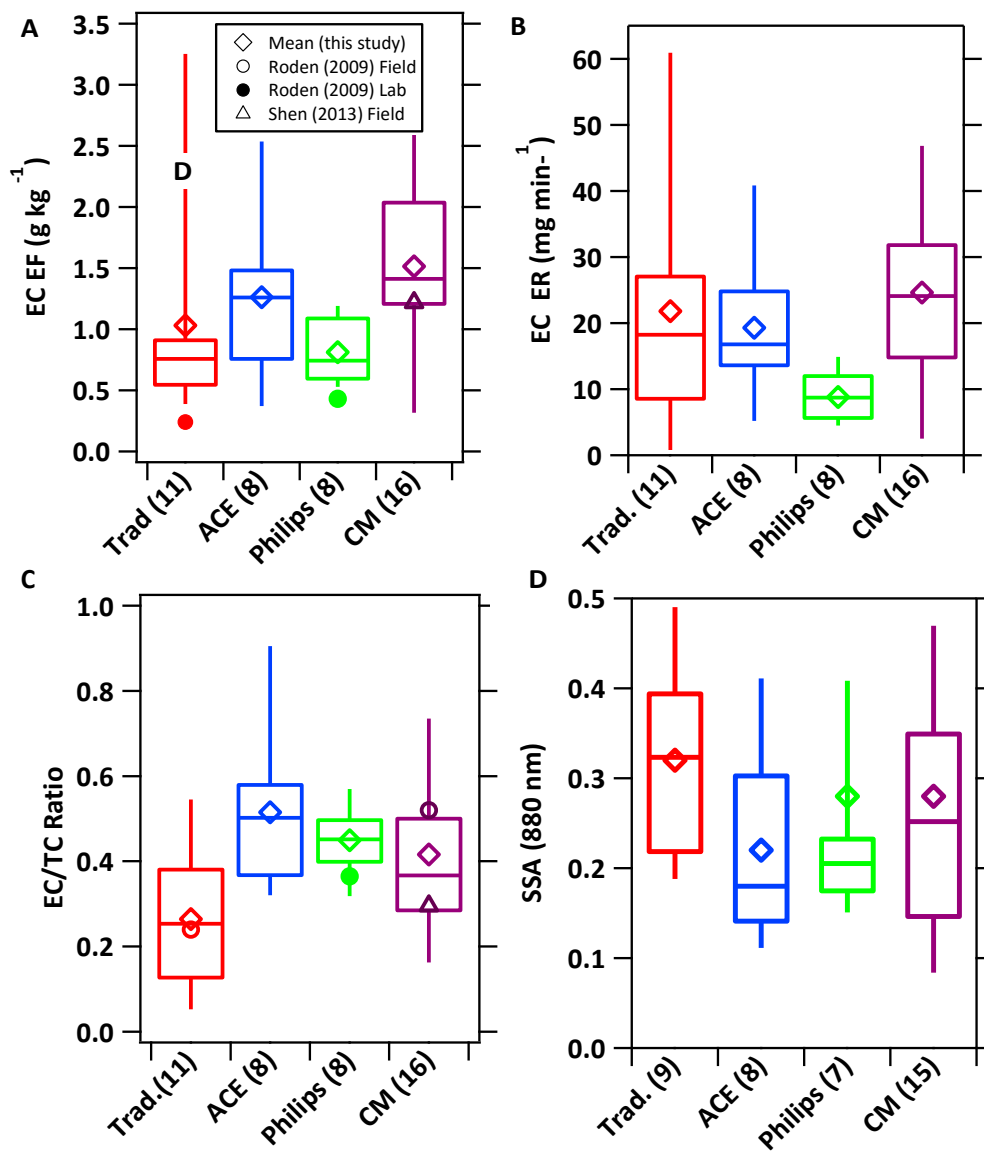 A
EC EF (g kg -1)
3.5
3.0
2.5
2.0
1.5
1.0
0.5
0.0
Mean (this study)
Roden (2009) Field
Roden (2009) Lab
Shen (2013) Field
D
Trad (11)
ACE (8)
Philips (8)
CM (16)
B
EC ER (mg min-1)
60
50
40
30
20
10
0
Trad. (11)
ACE (8)
Philips (8)
CM (16)
C
EC/TC Ratio
1.0
0.8
0.6
0.4
0.2
0.0
Trad. (11)
ACE (8)
Philips (8)
CM (16)
D
SSA (880 nm)
0.5
0.4
0.3
0.2
0.1
0.0
Trad. (9)
ACE (8)
Philips (7)
CM (15)